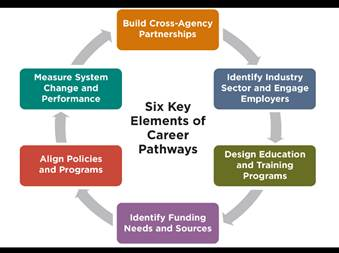 Build Cross-Agency
Partnerships
Identify Industry
Sector and Engage
Employers
Design Education
and Training
Programs
Identify Funding
Needs and Sources
Align Policies
and Programs
Measure System
Change and
Performance
Six Key
Elements of
Career
Pathways